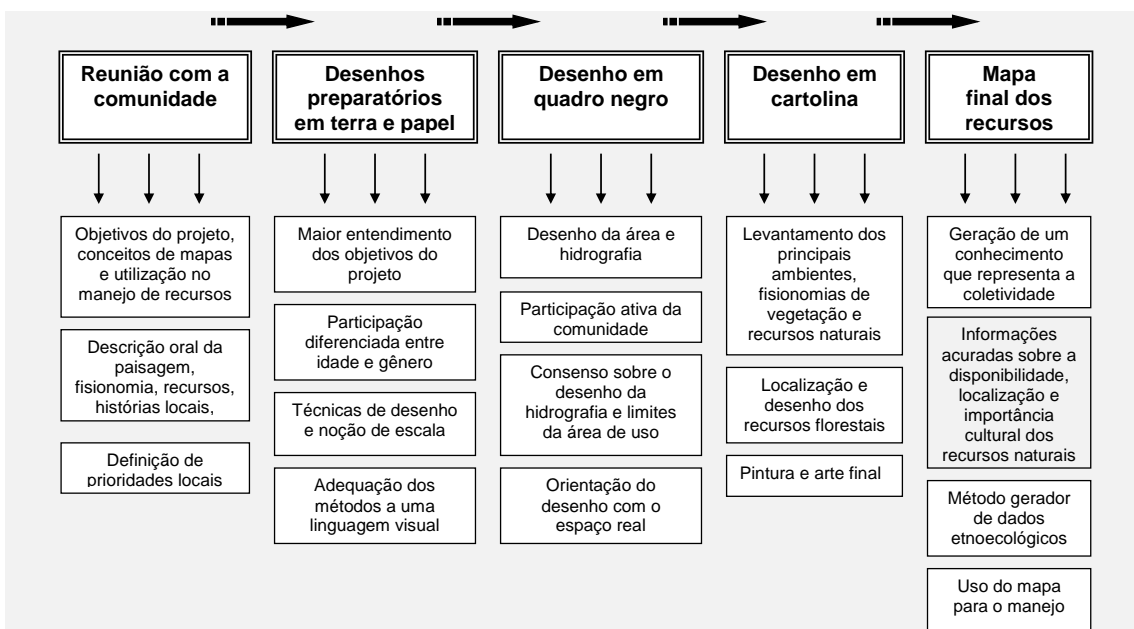 Reunião com a
comunidade
Objetivos do projeto,
conceitos de mapas
e utilização no
manejo de recursos
Descrição oral da
paisagem,
fisionomia, recursos,
histórias locais,
Definição de
prioridades locais
Desenhos
preparatórios
em terra e papel
Maior entendimento
dos objetivos do
projeto
Participação
diferenciada entre
idade e gênero
Técnicas de desenho
e noção de escala
Adequação dos
métodos a uma
linguagem visual
Desenho em
quadro negro
Desenho da área e
hidrografia
Participação ativa da
comunidade
Consenso sobre o
desenho da
hidrografia e limites
da área de uso
Orientação do
desenho com o
espaço real
Desenho em
cartolina
Levantamento dos
principais
ambientes,
fisionomias de
vegetação e
recursos naturais
Localização e
desenho dos
recursos florestais
Pintura e arte final
Mapa
final dos
recursos
Geração de um
conhecimento
que representa a
coletividade
Informações
acuradas sobre a
disponibilidade,
localização e
importância
cultural dos
recursos naturais
Método gerador
de dados
etnoecológicos
Uso do mapa
para o manejo